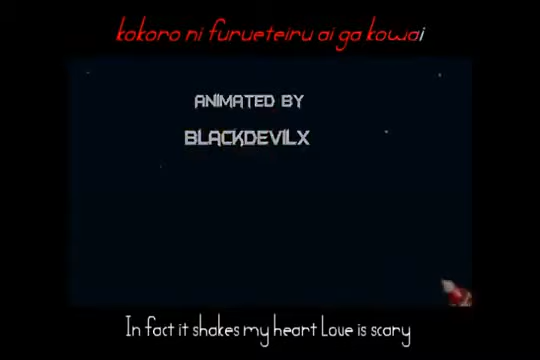 kokoro ni furueteiru ai ga kowai
ANIMATED BY
BLACKDEVILX
In fact it shakes my heart Love is scary